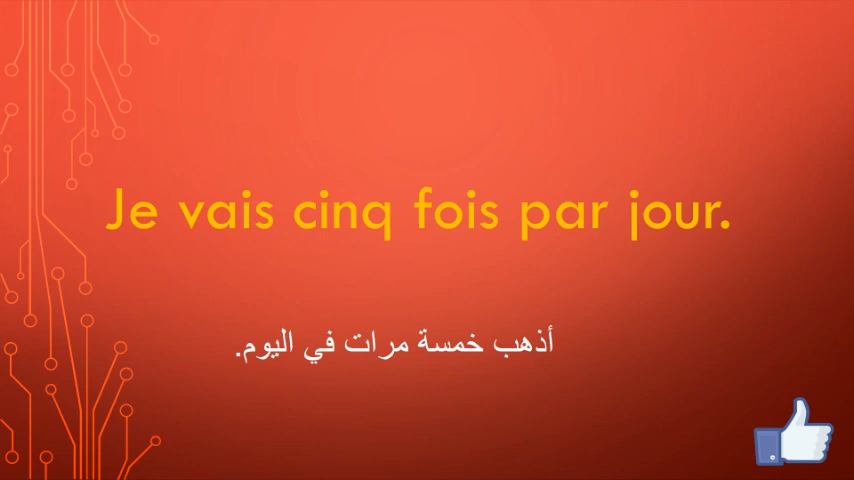 Je vais cinq fois par jour.
أذهب خمسة مرات في اليوم.